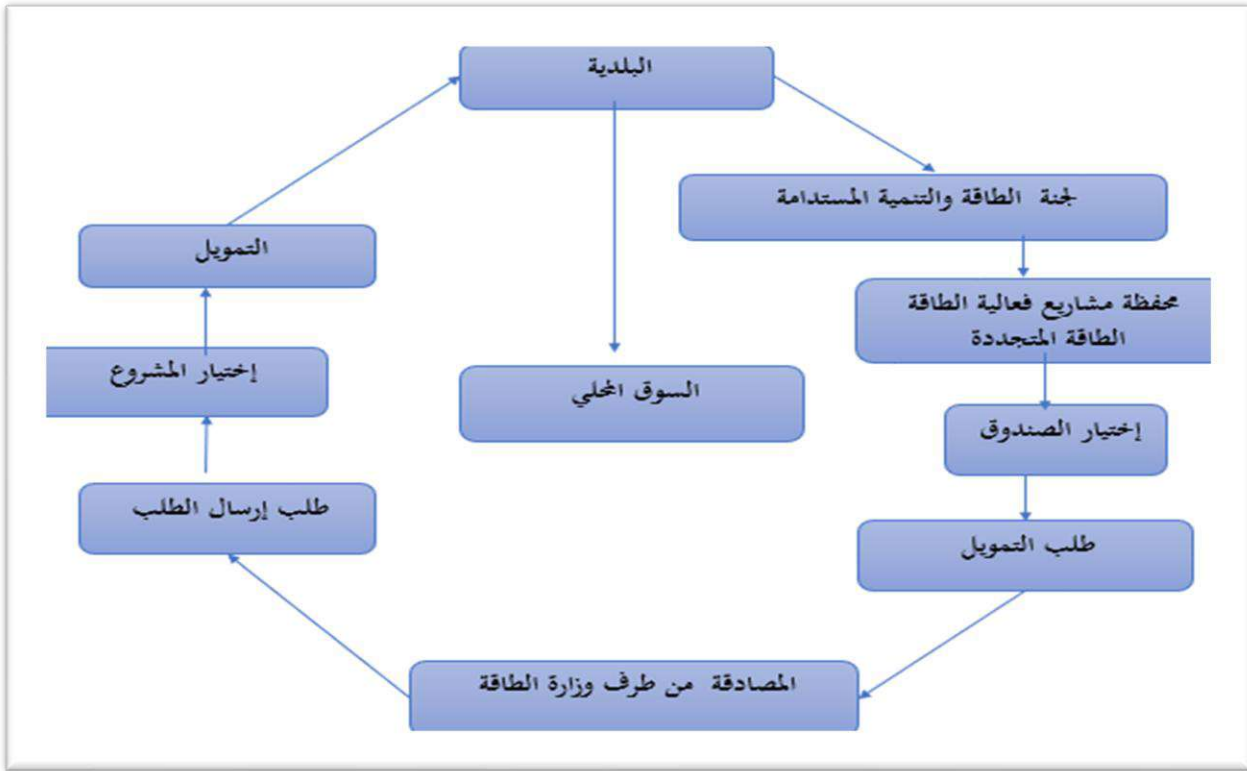 البلدية
لجنة الطاقة والتنمية المستدامة
محفظة مشاريع فعالية الطاقة
الطاقة المتجددة
إختيار الصندوق
طلب التمويل
المصادقة من طرف وزارة الطاقة
طلب إرسال الطلب
إختيار المشروع
التمويل
السوق المحلي